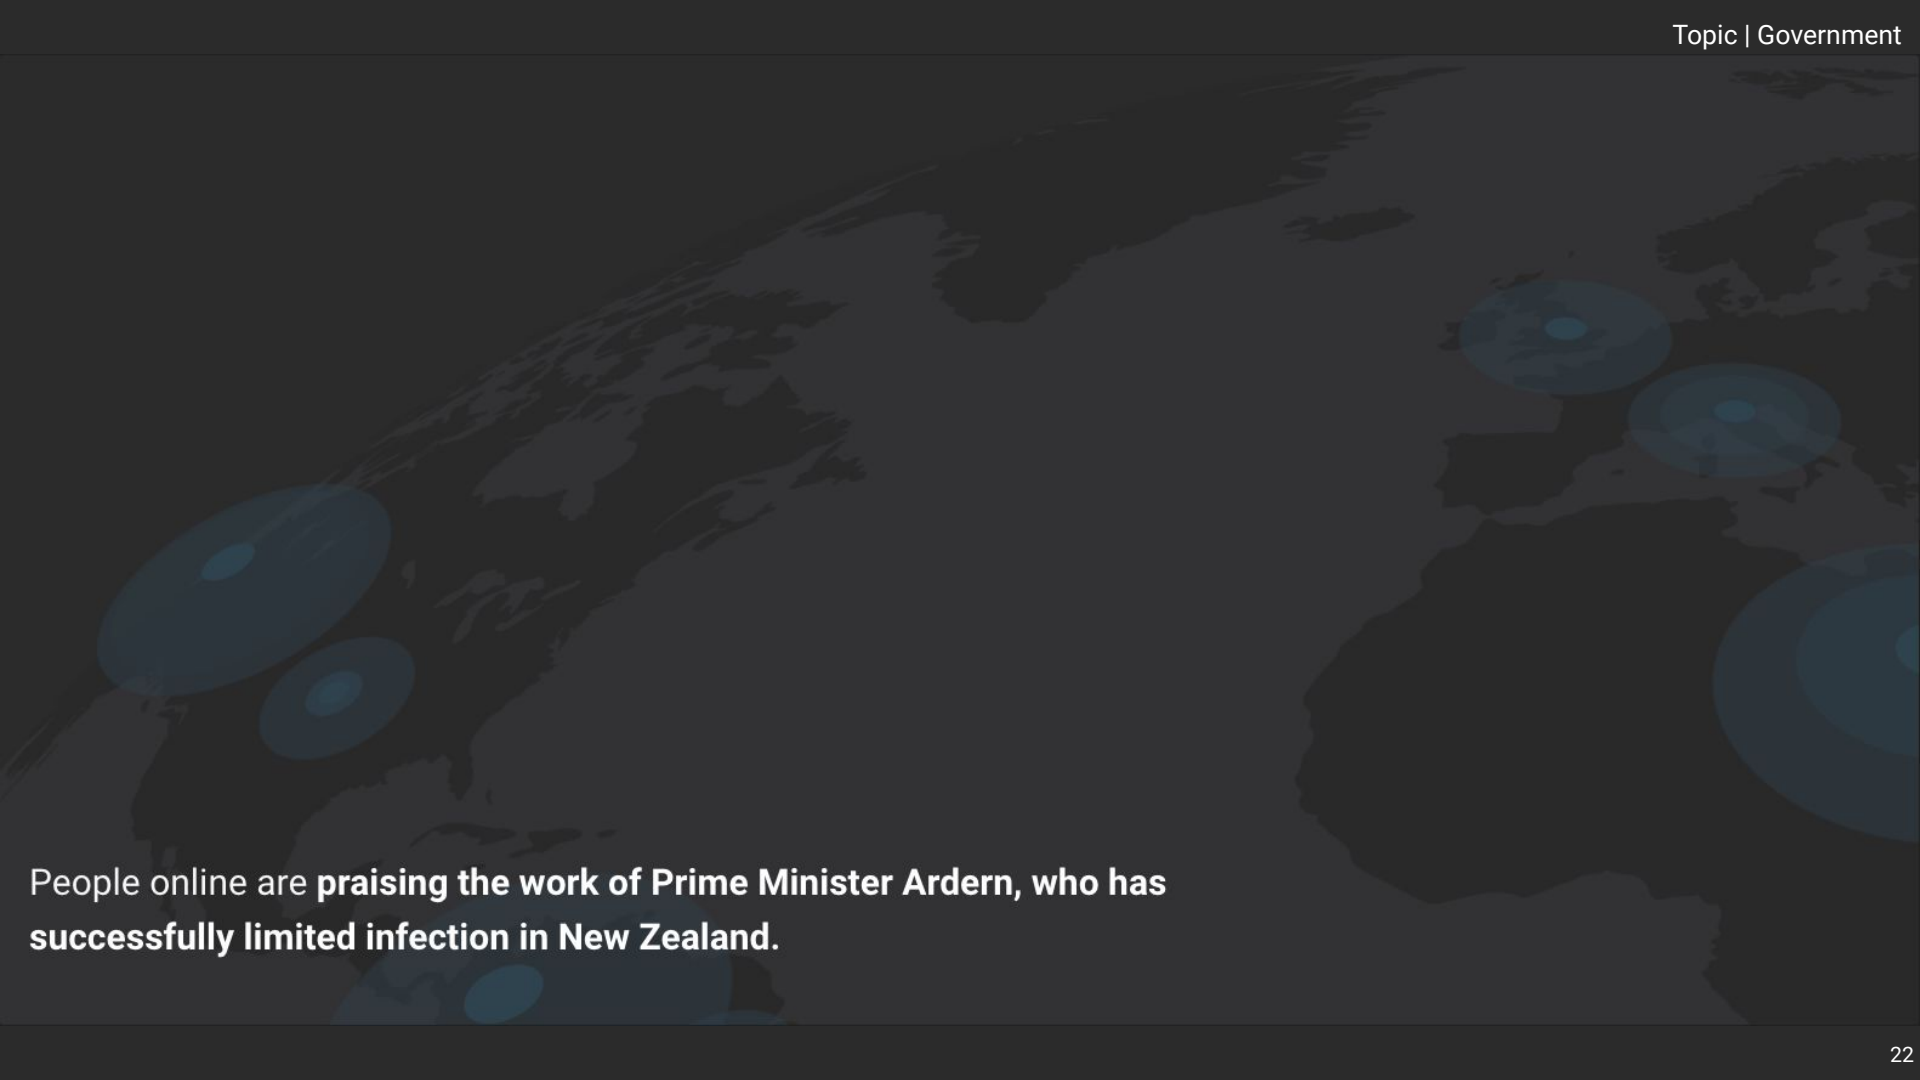 Topic | Government
People online are praising the work of Prime Minister Ardern, who has
successfully limited infection in New Zealand.
22